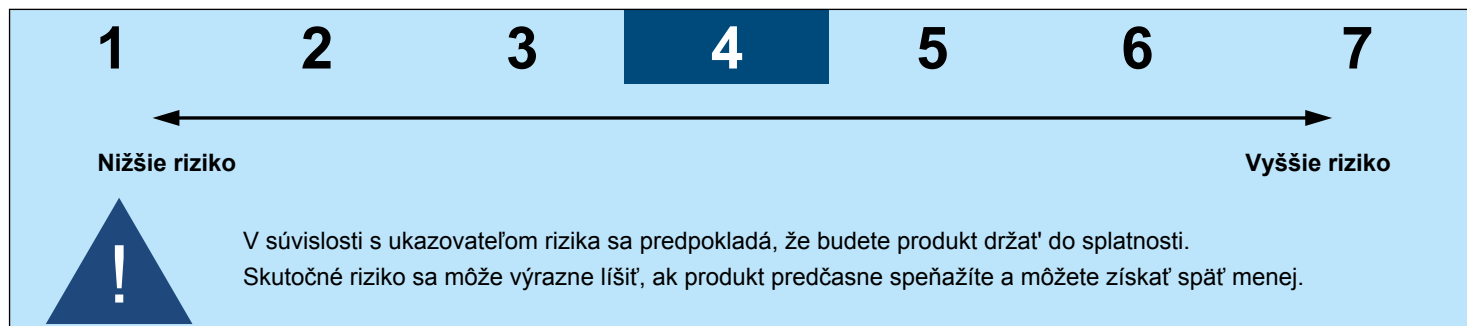 1 2 3 4 5 6 7
Nižšie riziko Vyššie riziko
!
V súvislosti s ukazovateľom rizika sa predpokladá, že budete produkt držat' do splatnosti.
Skutočné riziko sa môže výrazne líšiť, ak produkt predčasne speňažíte a môžete získať späť menej.